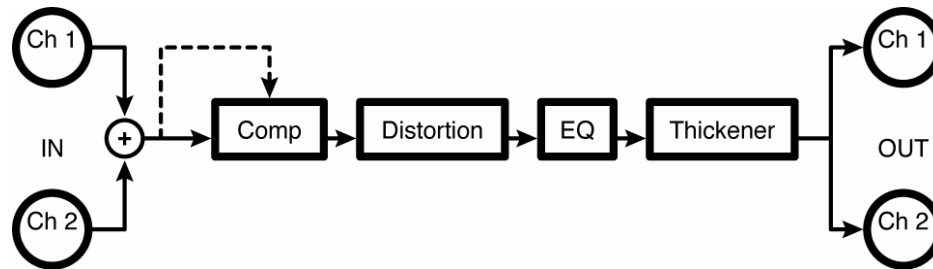 Ch 1
Ch 1
+
Comp
Distortion
EQ
Thickener
IN
OUT
Ch 2
Ch 2